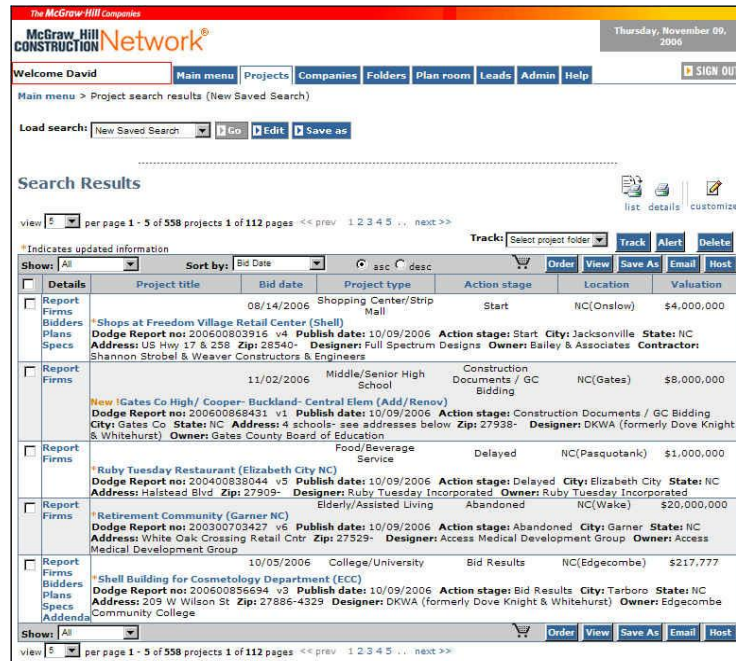 The McGraw-Hill Companies
McGraw Hill
CONSTRUCTION Network®
Thursday, November 09, 2006
Welcome David
Main menu Projects Companies Folders Plan room Leads Admin Help
SIGN OUT
Main menu > Project search results (New Saved Search)
Load search: New Saved Search Go Edit Save as
Search Results
list details customize
view 5 per page 1 - 5 of 558 projects 1 of 112 pages << prev 1 2 3 4 5 .. next >>
Track: Select project folder Track Alert Delete
*Indicates updated information
Show: All Sort by: Bid Date asc desc Order View Save As Email Host
Details Project title Bid date Project type Action stage Location Valuation
Report Firms Bidders Plans Specs
08/14/2006 Shopping Center/Strip Mall Start NC(Onslow) $4,000,000
*Shops at Freedom Village Retail Center (Shell)
Dodge Report no: 200600803916 v4 Publish date: 10/09/2006 Action stage: Start City: Jacksonville State: NC
Address: US Hwy 17 & 258 Zip: 28540- Designer: Full Spectrum Designs Owner: Bailey & Associates Contractor:
Shannon Strobel & Weaver Constructors & Engineers
Report Firms
11/02/2006 Middle/Senior High School Construction Documents / GC Bidding NC(Gates) $8,000,000
New !Gates Co High/ Cooper- Buckland- Central Elem (Add/Renov)
Dodge Report no: 200600868431 v1 Publish date: 10/09/2006 Action stage: Construction Documents / GC Bidding
City: Gates Co State: NC Address: 4 schools- see addresses below Zip: 27938- Designer: DKWA (formerly Dove Knight
& Whitehurst) Owner: Gates County Board of Education
Report Firms
Food/Beverage Service Delayed NC(Pasquotank) $1,000,000
*Ruby Tuesday Restaurant (Elizabeth City NC)
Dodge Report no: 200400838044 v5 Publish date: 10/09/2006 Action stage: Delayed City: Elizabeth City State: NC
Address: Halstead Blvd Zip: 27909- Designer: Ruby Tuesday Incorporated Owner: Ruby Tuesday Incorporated
Report Firms
Elderly/Assisted Living Abandoned NC(Wake) $20,000,000
*Retirement Community (Garner NC)
Dodge Report no: 200300703427 v6 Publish date: 10/09/2006 Action stage: Abandoned City: Garner State: NC
Address: White Oak Crossing Retail Cntr Zip: 27529- Designer: Access Medical Development Group Owner: Access
Medical Development Group
Report Firms Bidders Plans Specs Addenda
10/05/2006 College/University Bid Results NC(Edgecombe) $217,777
*Shell Building for Cosmetology Department (ECC)
Dodge Report no: 200600856694 v3 Publish date: 10/09/2006 Action stage: Bid Results City: Tarboro State: NC
Address: 209 W Wilson St Zip: 27886-4329 Designer: DKWA (formerly Dove Knight & Whitehurst) Owner: Edgecombe
Community College
Show: All Order View Save As Email Host
view 5 per page 1 - 5 of 558 projects 1 of 112 pages << prev 1 2 3 4 5 .. next >>